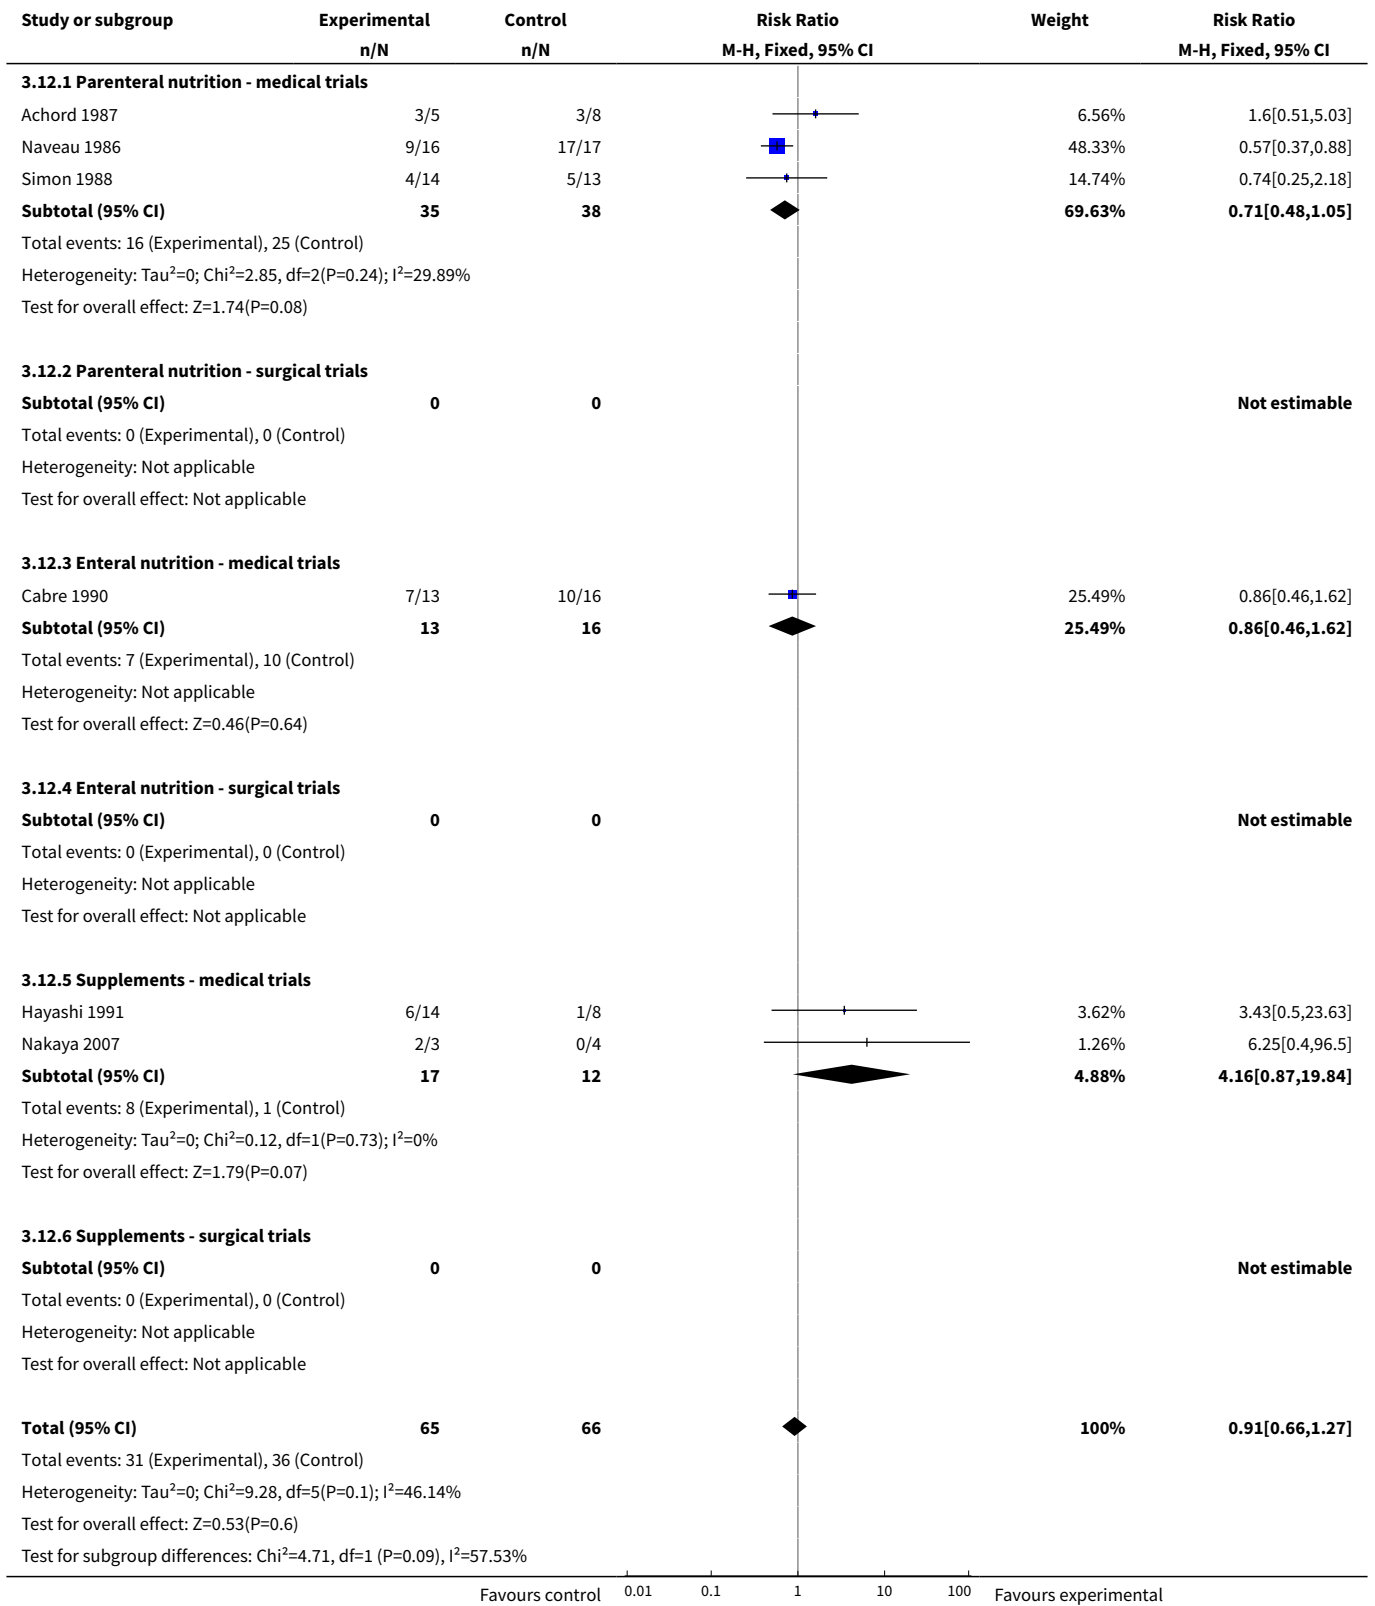 Study or subgroup Experimental Control Risk Ratio Weight Risk Ratio
n/N n/N M-H, Fixed, 95% CI M-H, Fixed, 95% CI
3.12.1 Parenteral nutrition - medical trials
Achord 1987 3/5 3/8 6.56% 1.6[0.51,5.03]
Naveau 1986 9/16 17/17 48.33% 0.57[0.37,0.88]
Simon 1988 4/14 5/13 14.74% 0.74[0.25,2.18]
Subtotal (95% CI) 35 38 69.63% 0.71[0.48,1.05]
Total events: 16 (Experimental), 25 (Control)
Heterogeneity: Tau²=0; Chi²=2.85, df=2(P=0.24); I²=29.89%
Test for overall effect: Z=1.74(P=0.08)
3.12.2 Parenteral nutrition - surgical trials
Subtotal (95% CI) 0 0 Not estimable
Total events: 0 (Experimental), 0 (Control)
Heterogeneity: Not applicable
Test for overall effect: Not applicable
3.12.3 Enteral nutrition - medical trials
Cabre 1990 7/13 10/16 25.49% 0.86[0.46,1.62]
Subtotal (95% CI) 13 16 25.49% 0.86[0.46,1.62]
Total events: 7 (Experimental), 10 (Control)
Heterogeneity: Not applicable
Test for overall effect: Z=0.46(P=0.64)
3.12.4 Enteral nutrition - surgical trials
Subtotal (95% CI) 0 0 Not estimable
Total events: 0 (Experimental), 0 (Control)
Heterogeneity: Not applicable
Test for overall effect: Not applicable
3.12.5 Supplements - medical trials
Hayashi 1991 6/14 1/8 3.62% 3.43[0.5,23.63]
Nakaya 2007 2/3 0/4 1.26% 6.25[0.4,96.5]
Subtotal (95% CI) 17 12 4.88% 4.16[0.87,19.84]
Total events: 8 (Experimental), 1 (Control)
Heterogeneity: Tau²=0; Chi²=0.12, df=1(P=0.73); I²=0%
Test for overall effect: Z=1.79(P=0.07)
3.12.6 Supplements - surgical trials
Subtotal (95% CI) 0 0 Not estimable
Total events: 0 (Experimental), 0 (Control)
Heterogeneity: Not applicable
Test for overall effect: Not applicable
Total (95% CI) 65 66 100% 0.91[0.66,1.27]
Total events: 31 (Experimental), 36 (Control)
Heterogeneity: Tau²=0; Chi²=9.28, df=5(P=0.1); I²=46.14%
Test for overall effect: Z=0.53(P=0.6)
Test for subgroup differences: Chi²=4.71, df=1 (P=0.09), I²=57.53%
Favours control 0.01 0.1 1 10 100 Favours experimental